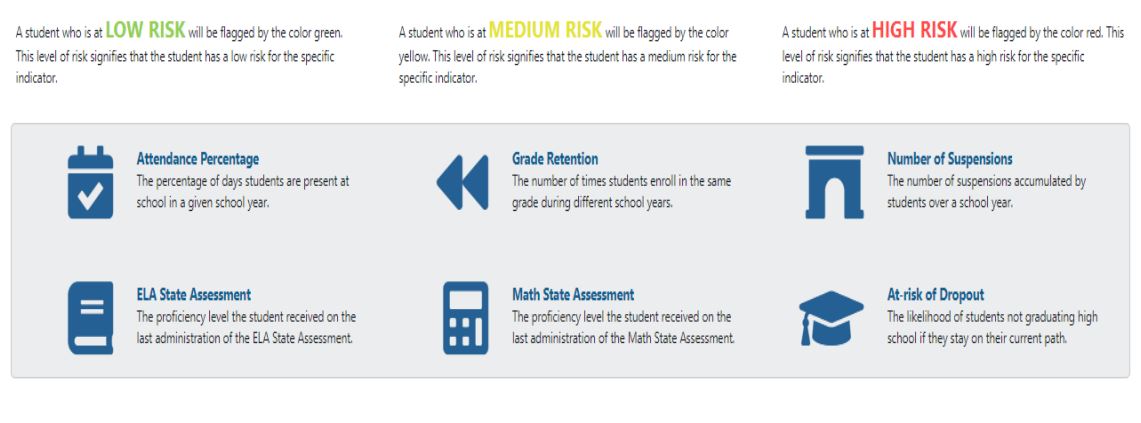 A student who is at LOW RISK will be flagged by the color green.
This level of risk signifies that the student has a low risk for the specific
indicator.
A student who is at MEDIUM RISK will be flagged by the color
yellow. This level of risk signifies that the student has a medium risk for the
specific indicator.
A student who is at HIGH RISK will be flagged by the color red. This
level of risk signifies that the student has a high risk for the specific
indicator.
Attendance Percentage
The percentage of days students are present at
school in a given school year.
Grade Retention
The number of times students enroll in the same
grade during different school years.
Number of Suspensions
The number of suspensions accumulated by
students over a school year.
ELA State Assessment
The proficiency level the student received on the
last administration of the ELA State Assessment.
Math State Assessment
The proficiency level the student received on the
last administration of the Math State Assessment.
At-risk of Dropout
The likelihood of students not graduating high
school if they stay on their current path.